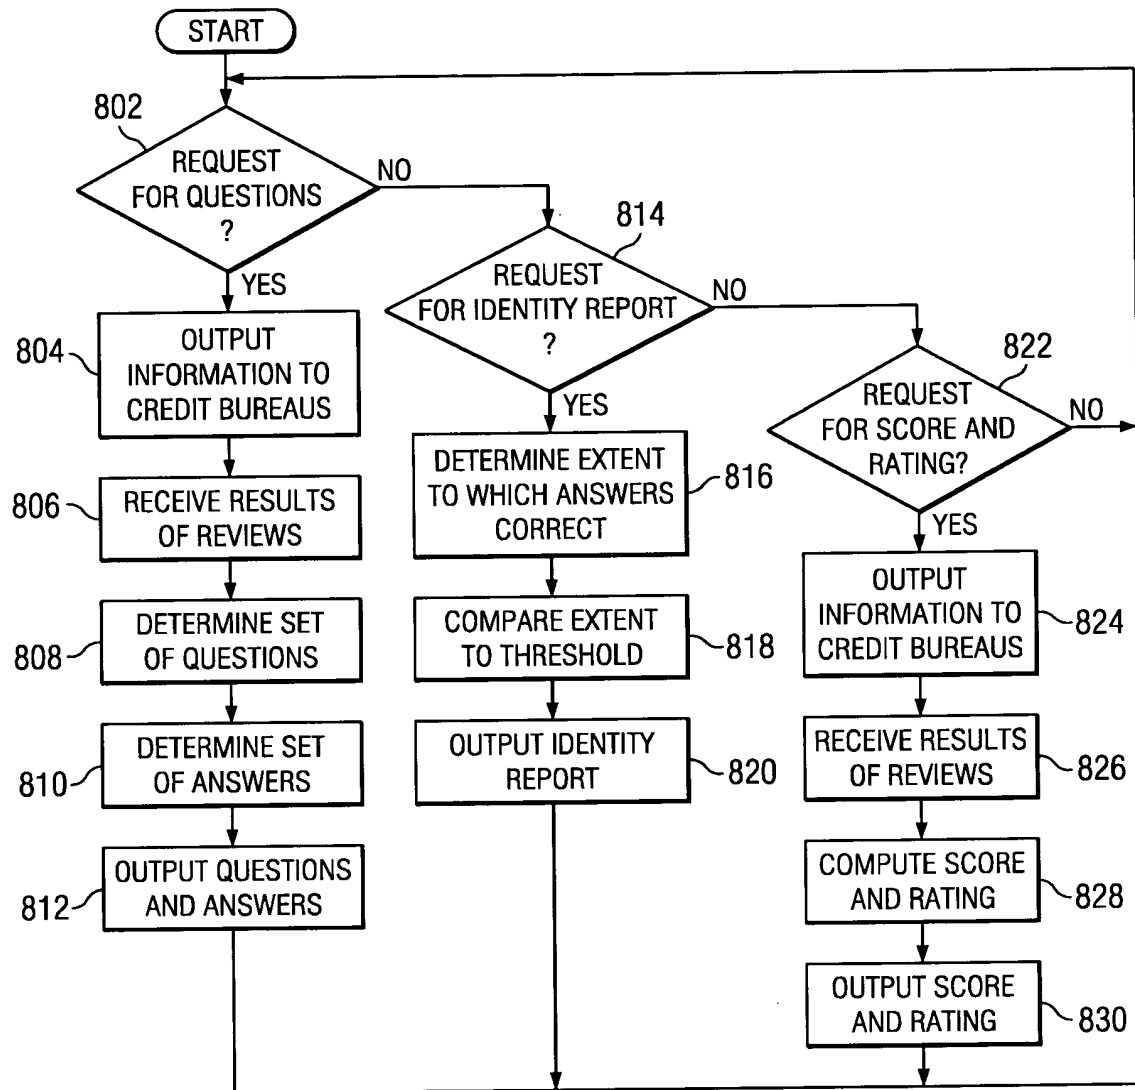 START
802
REQUEST
FOR QUESTIONS
?
NO
YES
804
OUTPUT
INFORMATION TO
CREDIT BUREAUS
806
RECEIVE RESULTS
OF REVIEWS
808
DETERMINE SET
OF QUESTIONS
810
DETERMINE SET
OF ANSWERS
812
OUTPUT QUESTIONS
AND ANSWERS
814
REQUEST
FOR IDENTITY REPORT
?
NO
YES
DETERMINE EXTENT
TO WHICH ANSWERS
CORRECT
816
COMPARE EXTENT
TO THRESHOLD
818
OUTPUT IDENTITY
REPORT
820
822
REQUEST
FOR SCORE AND
RATING?
NO
YES
OUTPUT
INFORMATION TO
CREDIT BUREAUS
824
RECEIVE RESULTS
OF REVIEWS
826
COMPUTE SCORE
AND RATING
828
OUTPUT SCORE
AND RATING
830